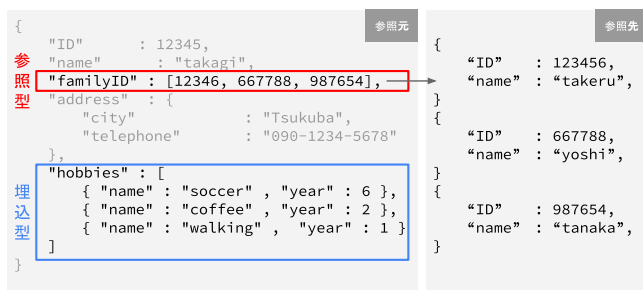 参照元
{
"ID" : 12345,
"name" : "takagi",
"familyID" : [12346, 667788, 987654],
"address" : {
"city" : "Tsukuba",
"telephone" : "090-1234-5678"
},
"hobbies" : [
{ "name" : "soccer" , "year" : 6 },
{ "name" : "coffee" , "year" : 2 },
{ "name" : "walking" , "year" : 1 }
]
}
参照型
埋込型
参照先
{
“ID” : 123456,
“name” : “takeru”,
}
{
“ID” : 667788,
“name” : “yoshi”,
}
{
“ID” : 987654,
“name” : “tanaka”,
}